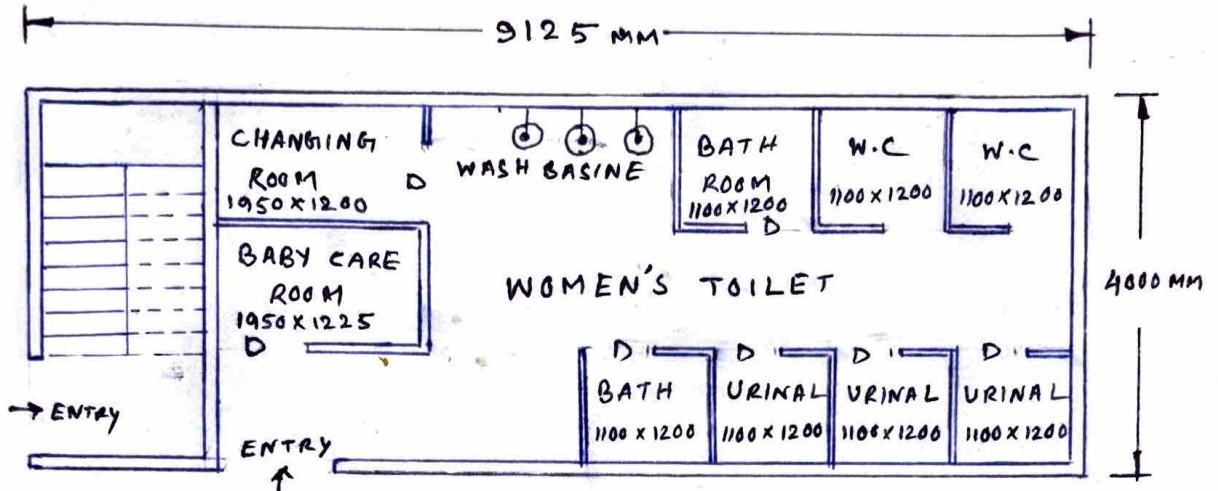 9125 MM
CHANGIING
ROOM
1950 X 1200
D
WASH BASINE
BATH
ROOM
1100 X 1200
D
W.C
1100 X 1200
W.C
1100 X 1200
BABY CARE
ROOM
1950 X 1225
D
WOMEN'S TOILET
4000 MM
D
BATH
1100 X 1200
D
URINAL
1100 X 1200
D
URINAL
1100 X 1200
D
URINAL
1100 X 1200
ENTRY
ENTRY